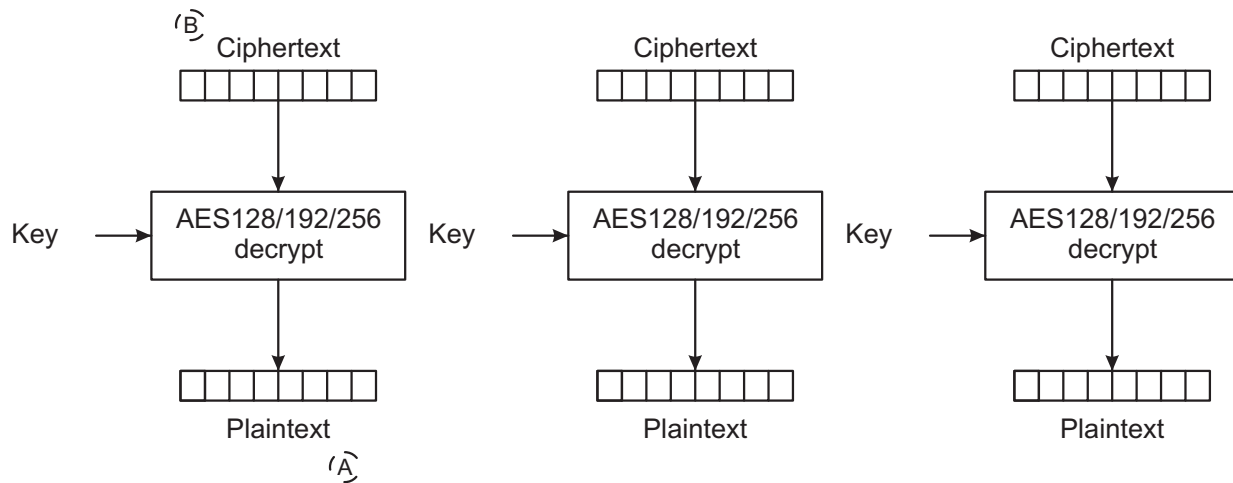 B
Ciphertext
Ciphertext
Ciphertext
Key
AES128/192/256
decrypt
Key
AES128/192/256
decrypt
Key
AES128/192/256
decrypt
Plaintext
Plaintext
Plaintext
A